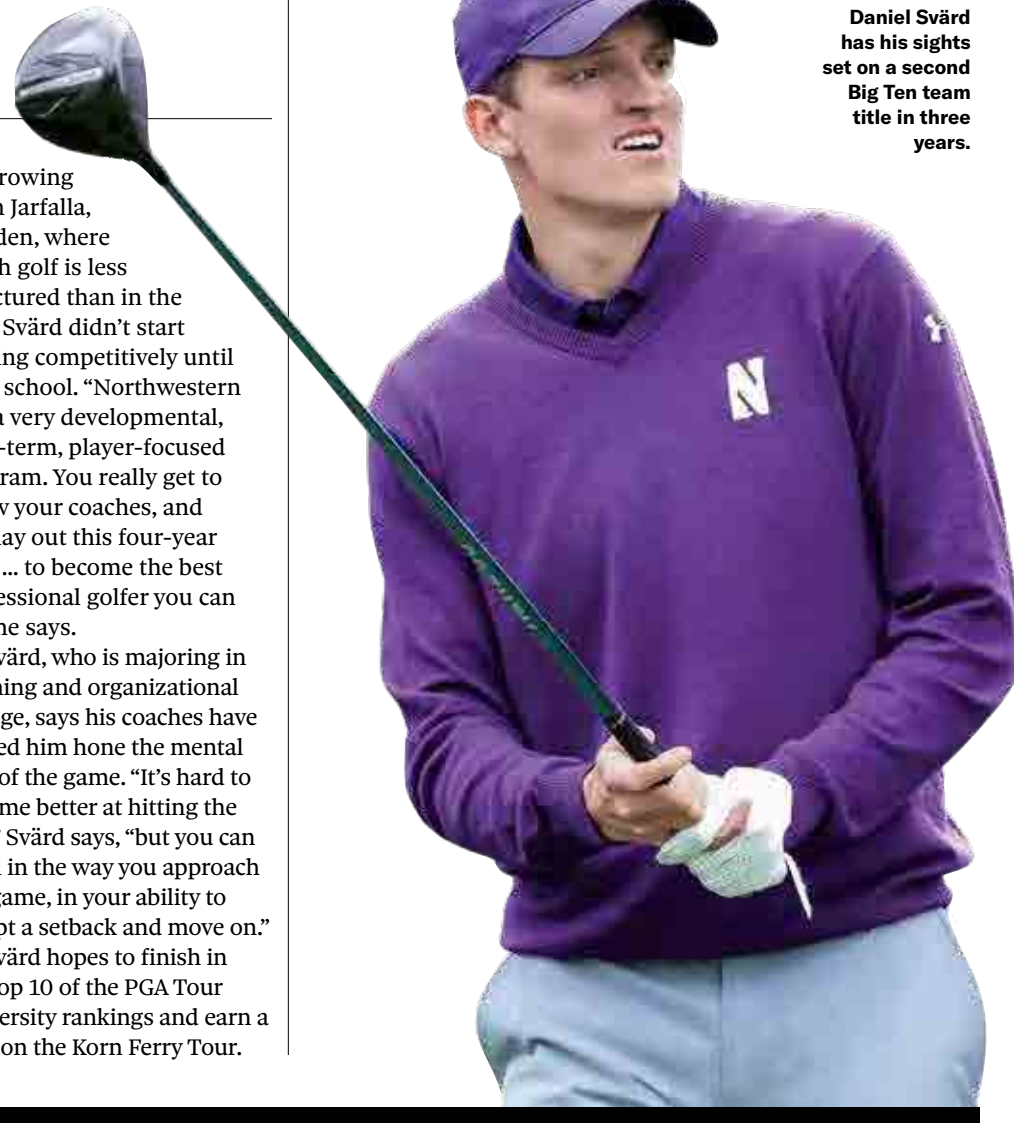 rowing
Jarfalla,
den, where
h golf is less
ctured than in the
Svärd didn’t start
ing competitively until
school. “Northwestern
a very developmental,
-term, player-focused
ram. You really get to
w your coaches, and
lay out this four-year
... to become the best
essional golfer you can
he says.
värd, who is majoring in
ning and organizational
ge, says his coaches have
ed him hone the mental
of the game. “It’s hard to
me better at hitting the
Svärd says, “but you can
in the way you approach
game, in your ability to
pt a setback and move on.”
värd hopes to finish in
op 10 of the PGA Tour
ersity rankings and earn a
on the Korn Ferry Tour.
Daniel Svärd
has his sights
set on a second
Big Ten team
title in three
years.
N